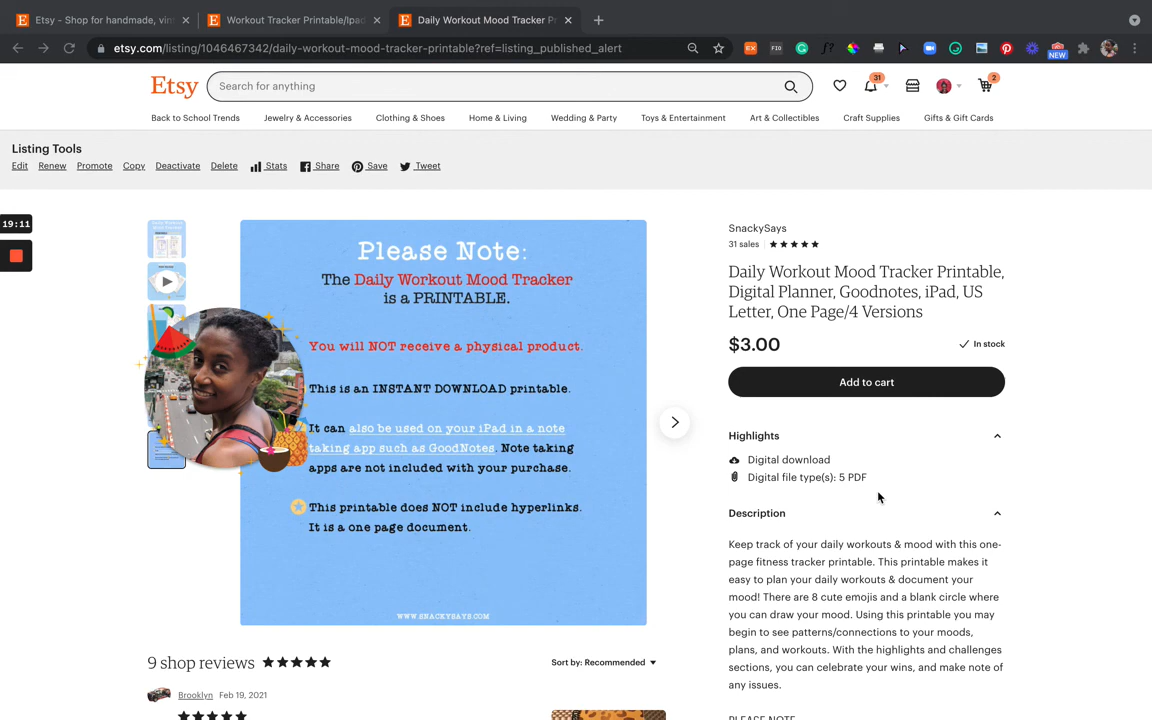 Etsy - Shop for handmade, vin
Workout Tracker Printable/Ipad
Daily Workout Mood Tracker Pr
etsy.com/listing/1046467342/daily-workout-mood-tracker-printable?ref=listing_published_alert
EX
FIO
f?
NEW
Etsy
Search for anything
31
2
Back to School Trends
Jewelry & Accessories
Clothing & Shoes
Home & Living
Wedding & Party
Toys & Entertainment
Art & Collectibles
Craft Supplies
Gifts & Gift Cards
Listing Tools
Edit
Renew
Promote
Copy
Deactivate
Delete
Stats
Share
Save
Tweet
19:11
Please Note:
The Daily Workout Mood Tracker
is a PRINTABLE.
You will NOT receive a physical product.
This is an INSTANT DOWNLOAD printable.
It can also be used on your iPad in a note
taking app such as GoodNotes. Note taking
apps are not included with your purchase.
This printable does NOT include hyperlinks.
It is a one page document.
WWW.SNACKYSAYS.COM
SnackySays
31 sales
Daily Workout Mood Tracker Printable,
Digital Planner, Goodnotes, iPad, US
Letter, One Page/4 Versions
$3.00
In stock
Add to cart
Highlights
Digital download
Digital file type(s): 5 PDF
Description
Keep track of your daily workouts & mood with this one-
page fitness tracker printable. This printable makes it
easy to plan your daily workouts & document your
mood! There are 8 cute emojis and a blank circle where
you can draw your mood. Using this printable you may
begin to see patterns/connections to your moods,
plans, and workouts. With the highlights and challenges
sections, you can celebrate your wins, and make note of
any issues.
PLEASE NOTE
9 shop reviews
Sort by: Recommended
Brooklyn Feb 19, 2021